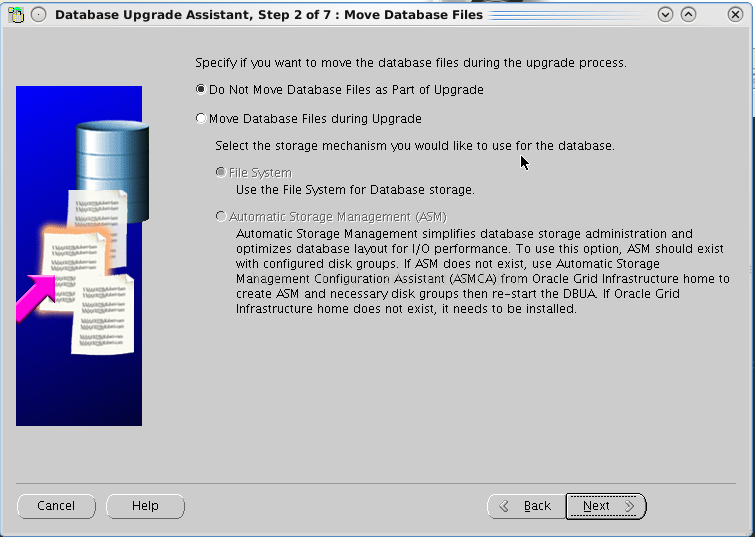 Database Upgrade Assistant, Step 2 of 7 : Move Database Files
Specify if you want to move the database files during the upgrade process.
Do Not Move Database Files as Part of Upgrade
Move Database Files during Upgrade
Select the storage mechanism you would like to use for the database.
File System
Use the File System for Database storage.
Automatic Storage Management (ASM)
Automatic Storage Management simplifies database storage administration and
optimizes database layout for I/O performance. To use this option, ASM should exist
with configured disk groups. If ASM does not exist, use Automatic Storage
Management Configuration Assistant (ASMCA) from Oracle Grid Infrastructure home to
create ASM and necessary disk groups then re-start the DBUA. If Oracle Grid
Infrastructure home does not exist, it needs to be installed.
Cancel
Help
Back
Next